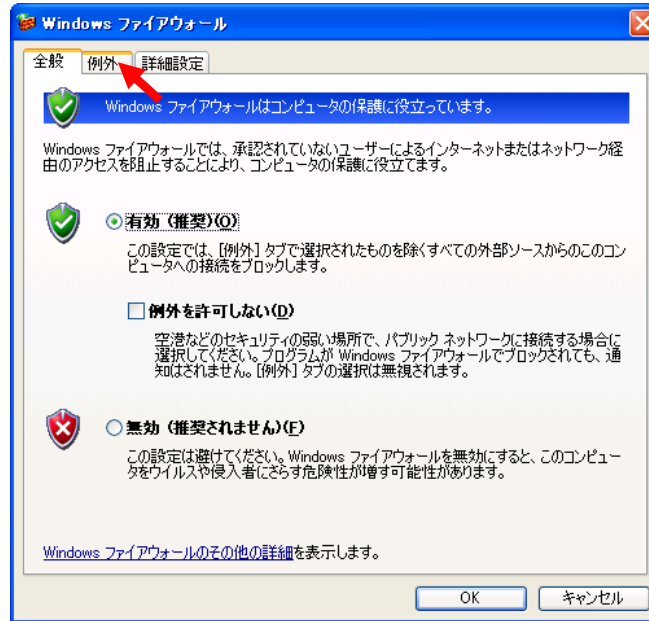 Windows ファイアウォール
全般 例外 詳細設定
Windows ファイアウォールはコンピュータの保護に役立っています。
Windows ファイアウォールでは、承認されていないユーザーによるインターネットまたはネットワーク経
由のアクセスを阻止することにより、コンピュータの保護に役立てます。
有効 (推奨)(O)
この設定では、[例外] タブで選択されたものを除くすべての外部ソースからのこのコン
ピュータへの接続をブロックします。
例外を許可しない(D)
空港などのセキュリティの弱い場所で、パブリック ネットワークに接続する場合に
選択してください。プログラムが Windows ファイアウォールでブロックされても、通
知はされません。[例外] タブの選択は無視されます。
無効 (推奨されません)(F)
この設定は避けてください。Windows ファイアウォールを無効にすると、このコンピュー
タをウイルスや侵入者にさらす危険性が増す可能性があります。
Windows ファイアウォールのその他の詳細を表示します。
OK キャンセル